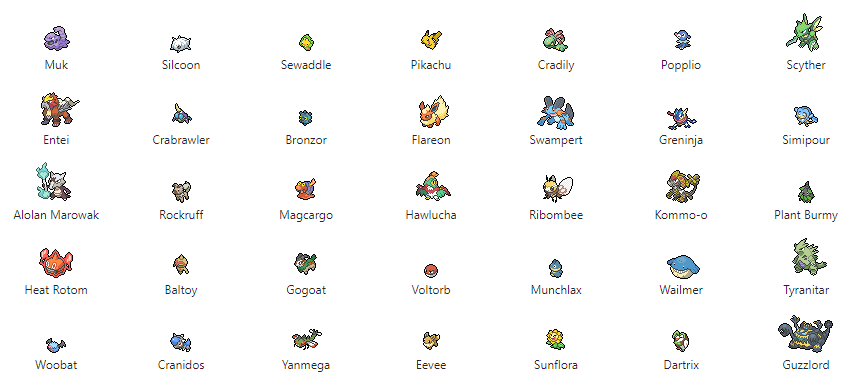 Muk Silcoon Sewaddle Pikachu Cradily Popplio Scyther
Entei Crabrawler Bronzor Flareon Swampert Greninja Simipour
Alolan Marowak Rockruff Magcargo Hawlucha Ribombee Kommo-o Plant Burmy
Heat Rotom Baltoy Gogoat Voltorb Munchlax Wailmer Tyranitar
Woobat Cranidos Yanmega Eevee Sunflora Dartrix Guzzlord